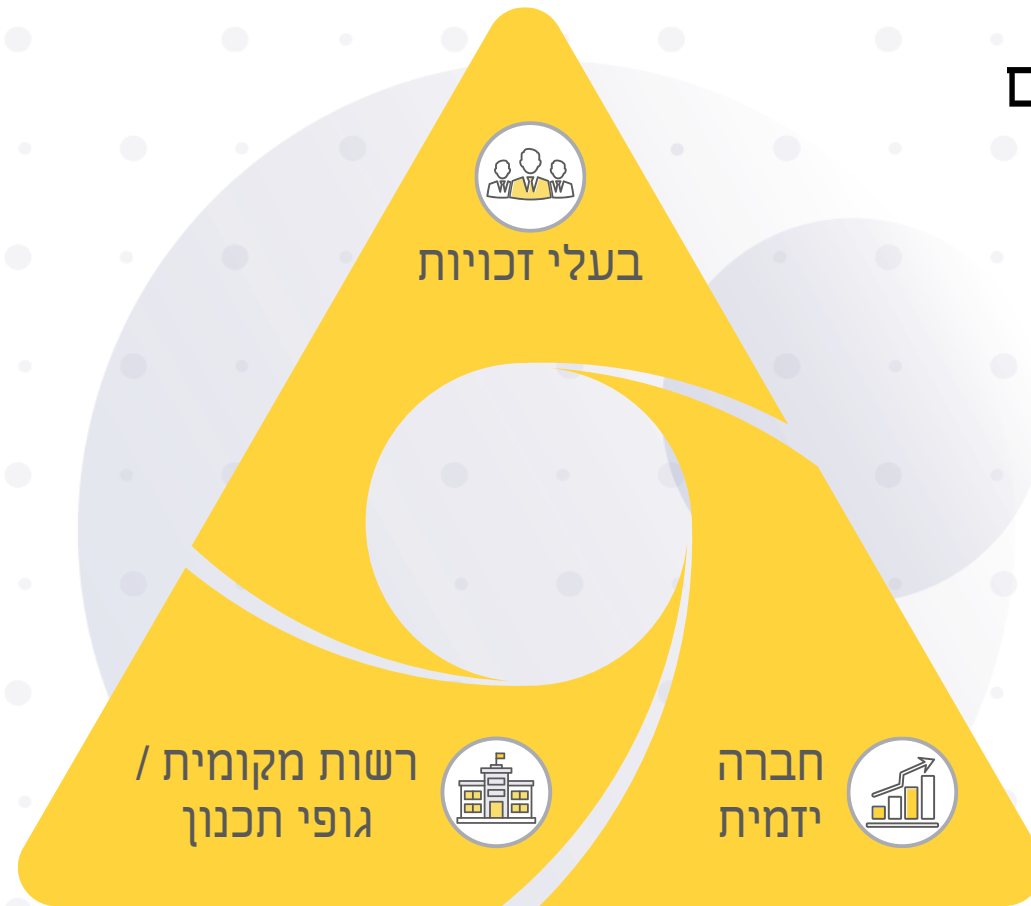 בעלי זכויות
חברה
יזמית
רשות מקומית /
גופי תכנון